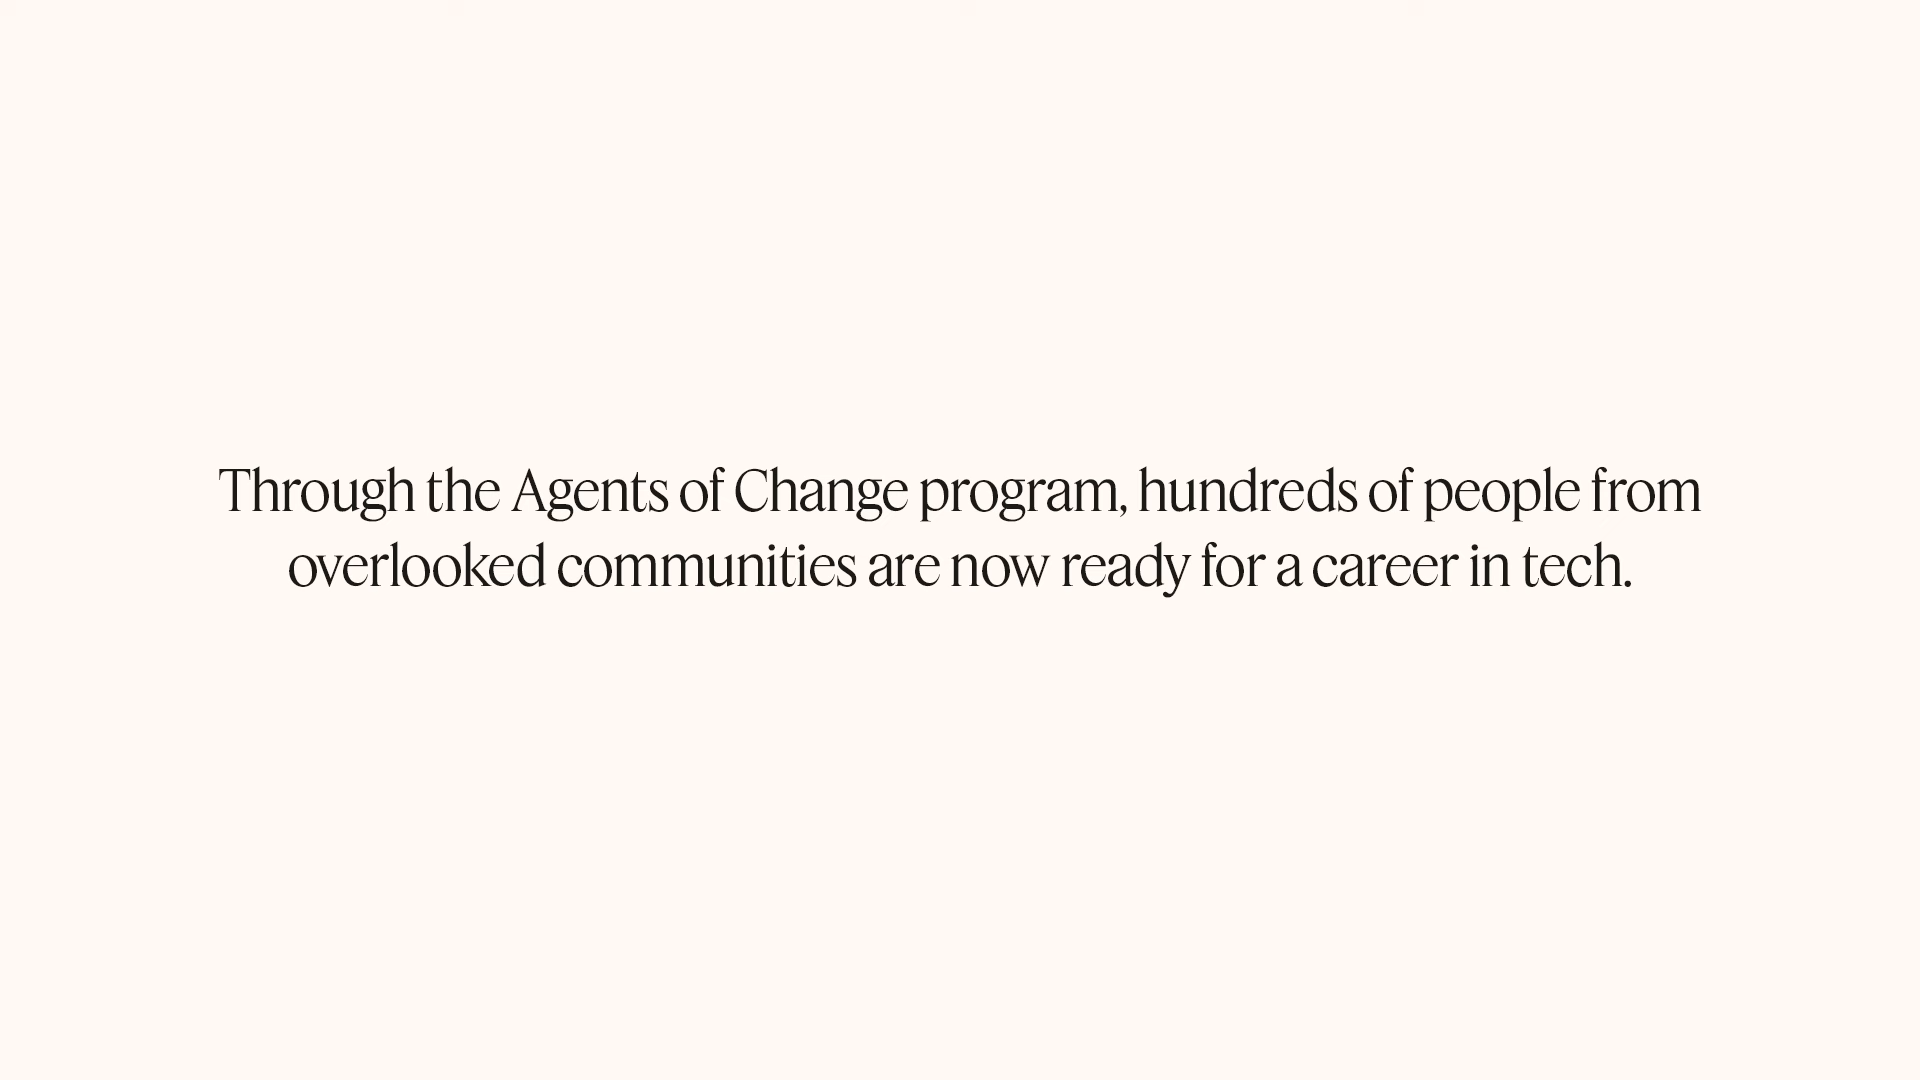 Through the Agents of Change program, hundreds of people from
overlooked communities are now ready for a career in tech.